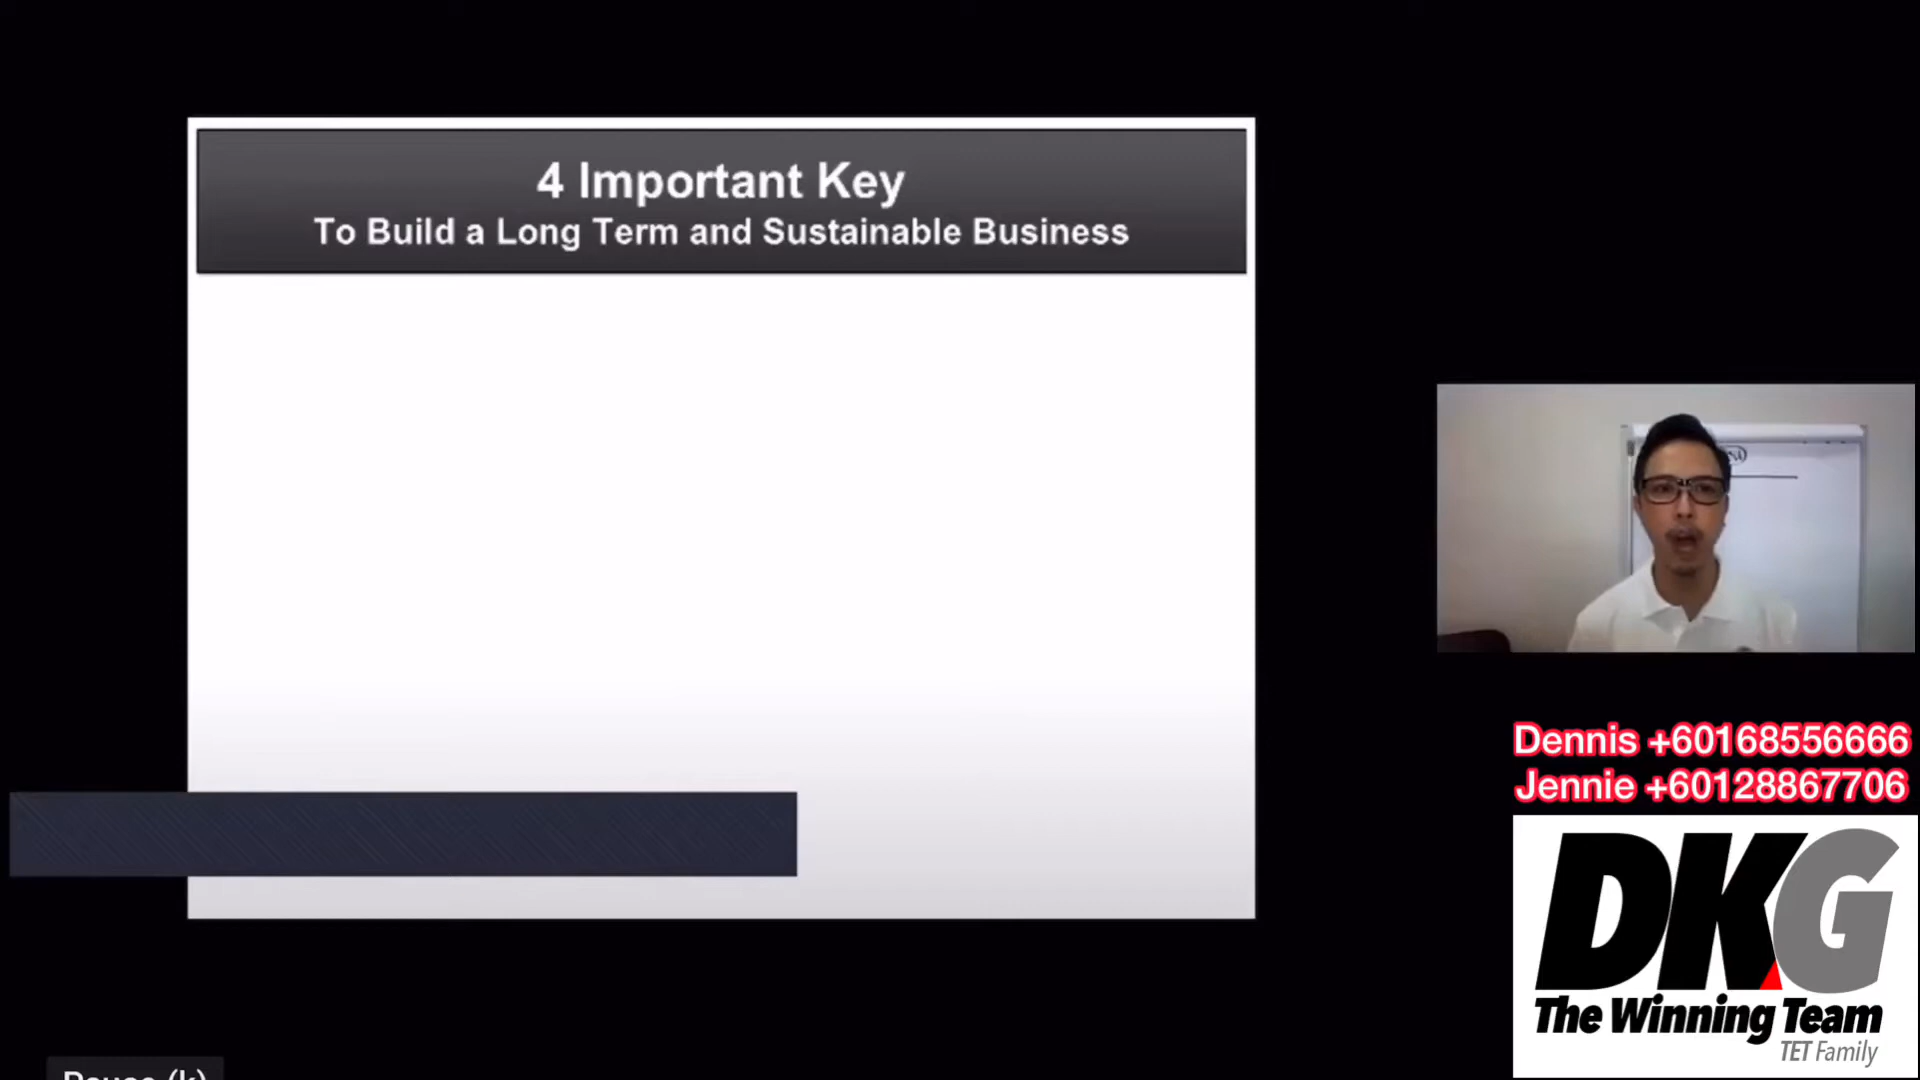 4 Important Key
To Build a Long Term and Sustainable Business
Dennis +60168556666
Jennie +60128867706
DKG
The Winning Team
TET Family
Pause (k)